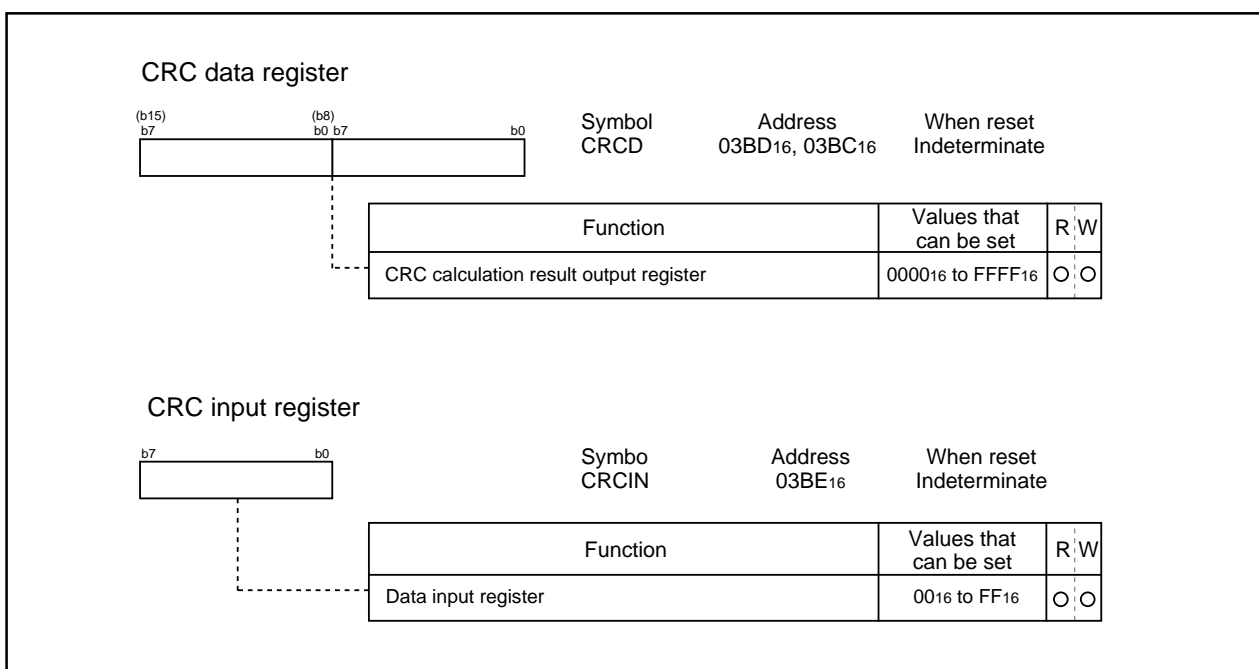 CRC data register
(b15) (b8)
b7 b0 b7 b0
Symbol Address When reset
CRCD 03BD16, 03BC16 Indeterminate
Function Values that can be set R W
CRC calculation result output register 000016 to FFFF16 O O
CRC input register
b7 b0
Symbo Address When reset
CRCIN 03BE16 Indeterminate
Function Values that can be set R W
Data input register 0016 to FF16 O O